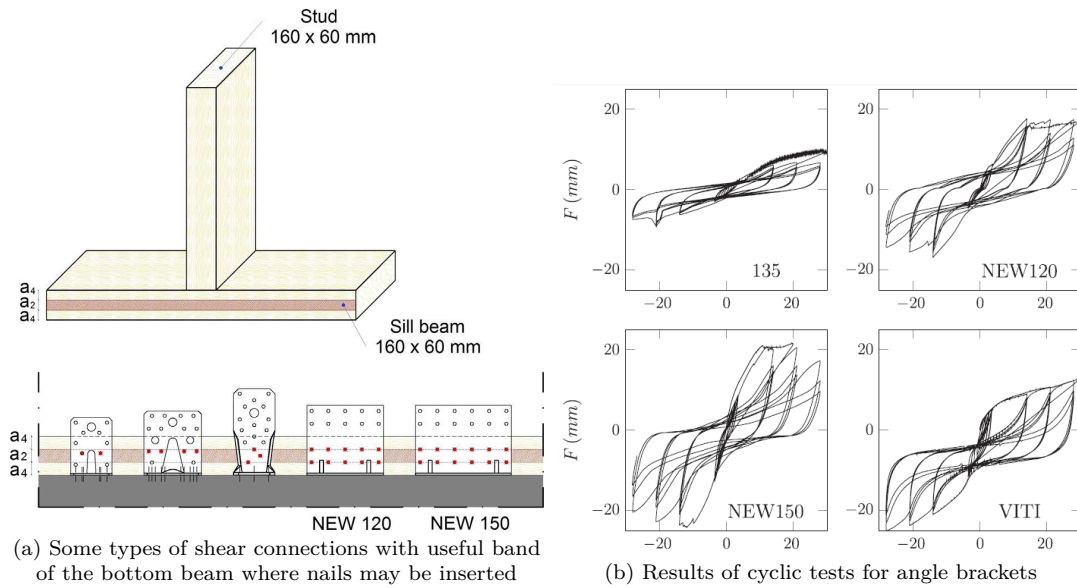 Stud
160 x 60 mm
a4
a2
a4
Sill beam
160 x 60 mm
a4
a2
a4
NEW 120
NEW 150
(a) Some types of shear connections with useful band
of the bottom beam where nails may be inserted
F (mm)
20
0
−20
−20
0
20
135
20
0
−20
−20
0
20
NEW120
F (mm)
20
0
−20
−20
0
20
NEW150
20
0
−20
−20
0
20
VITI
(b) Results of cyclic tests for angle brackets